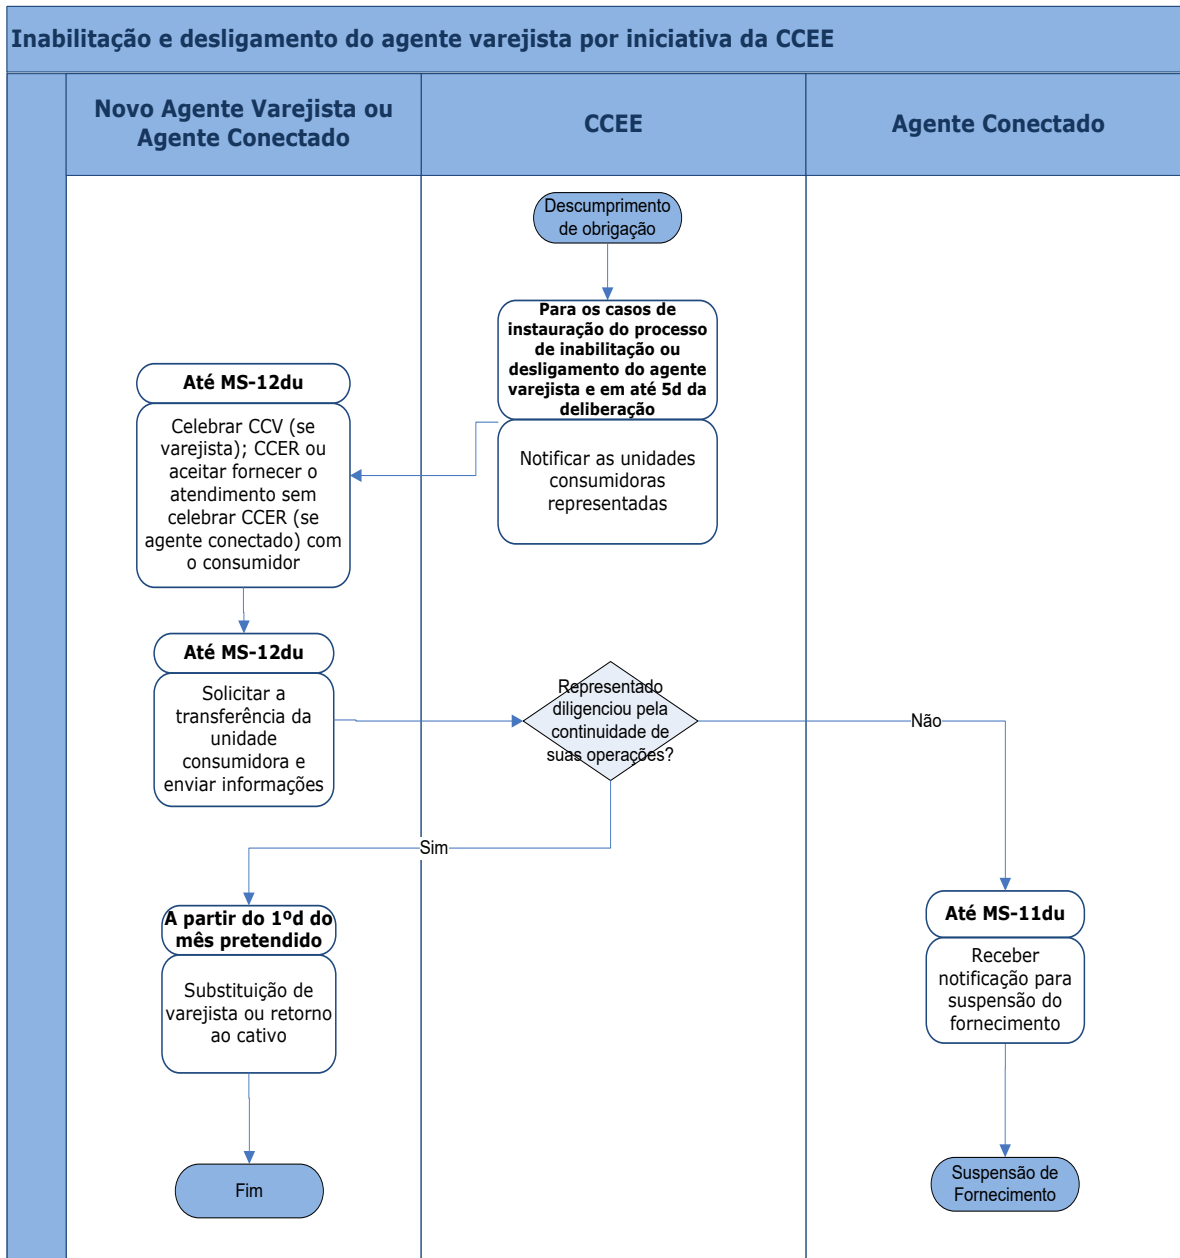 Inabilitação e desligamento do agente varejista por iniciativa da CCEE
Novo Agente Varejista ou
Agente Conectado
CCEE
Agente Conectado
Descumprimento
de obrigação
Para os casos de
instauração do processo
de inabilitação ou
desligamento do agente
varejista e em até 5d da
deliberação
Notificar as unidades
consumidoras
representadas
Até MS-12du
Celebrar CCV (se
varejista); CCER ou
aceitar fornecer o
atendimento sem
celebrar CCER (se
agente conectado) com
o consumidor
Até MS-12du
Solicitar a
transferência da
unidade
consumidora e
enviar informações
Representado
diligenciou pela
continuidade de
suas operações?
Não
Sim
A partir do 1ºd do
mês pretendido
Substituição de
varejista ou retorno
ao cativo
Até MS-11du
Receber
notificação para
suspensão do
fornecimento
Fim
Suspensão de
Fornecimento